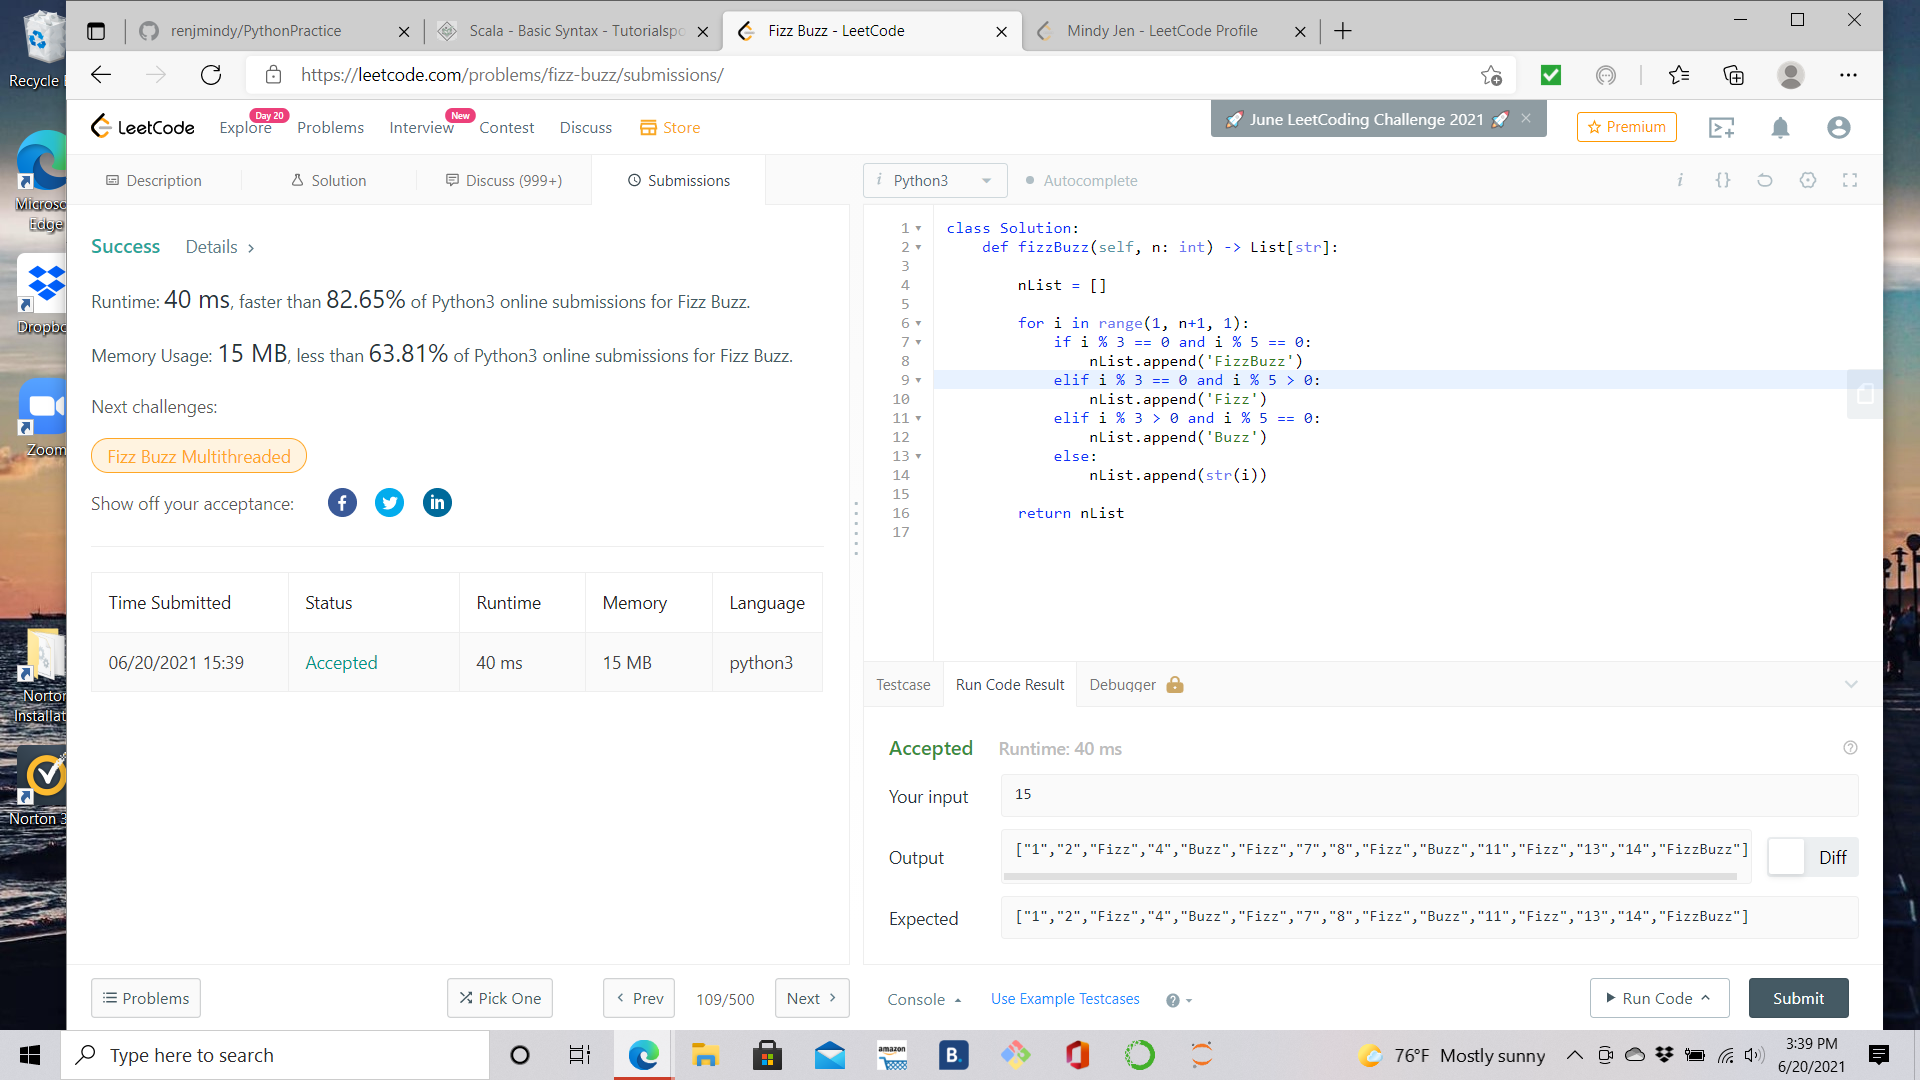 Recycle
Microso
Edge
Dropbo
Zoom
Norton
Installat
Norton 3
renjmindy/PythonPractice
Scala - Basic Syntax - Tutorialspo
Fizz Buzz - LeetCode
Mindy Jen - LeetCode Profile
https://leetcode.com/problems/fizz-buzz/submissions/
LeetCode
Explore
Day 20
Problems
Interview
New
Contest
Discuss
Store
June LeetCoding Challenge 2021
Premium
Description
Solution
Discuss (999+)
Submissions
i Python3
Autocomplete
i {}
Success Details >
Runtime: 40 ms, faster than 82.65% of Python3 online submissions for Fizz Buzz.
Memory Usage: 15 MB, less than 63.81% of Python3 online submissions for Fizz Buzz.
Next challenges:
Fizz Buzz Multithreaded
Show off your acceptance:
Time Submitted Status Runtime Memory Language
06/20/2021 15:39 Accepted 40 ms 15 MB python3
1 class Solution:
2     def fizzBuzz(self, n: int) -> List[str]:
3
4         nList = []
5
6         for i in range(1, n+1, 1):
7             if i % 3 == 0 and i % 5 == 0:
8                 nList.append('FizzBuzz')
9             elif i % 3 == 0 and i % 5 > 0:
10                 nList.append('Fizz')
11             elif i % 3 > 0 and i % 5 == 0:
12                 nList.append('Buzz')
13             else:
14                 nList.append(str(i))
15
16         return nList
17
Testcase Run Code Result Debugger
Accepted Runtime: 40 ms
Your input 15
Output ["1","2","Fizz","4","Buzz","Fizz","7","8","Fizz","Buzz","11","Fizz","13","14","FizzBuzz"] Diff
Expected ["1","2","Fizz","4","Buzz","Fizz","7","8","Fizz","Buzz","11","Fizz","13","14","FizzBuzz"]
Problems
Pick One
< Prev 109/500 Next >
Console
Use Example Testcases
Run Code
Submit
Type here to search
amazon
B.
76°F Mostly sunny
3:39 PM
6/20/2021